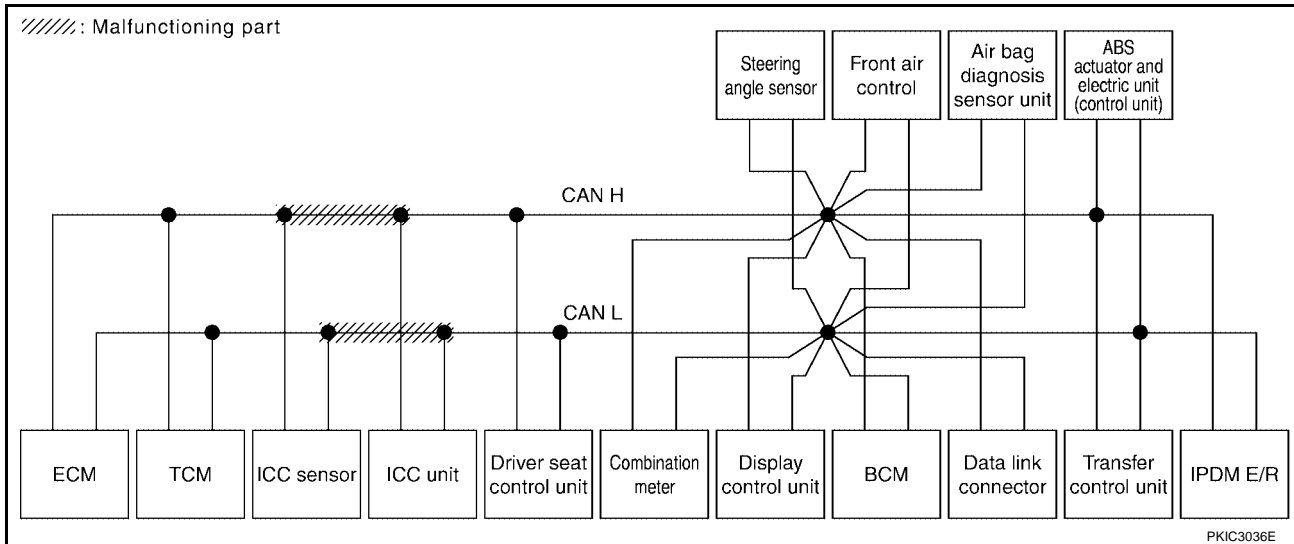 : Malfunctioning part
Steering
angle sensor
Front air
control
Air bag
diagnosis
sensor unit
ABS
actuator and
electric unit
(control unit)
CAN H
CAN L
ECM
TCM
ICC sensor
ICC unit
Driver seat
control unit
Combination
meter
Display
control unit
BCM
Data link
connector
Transfer
control unit
IPDM E/R
PKIC3036E